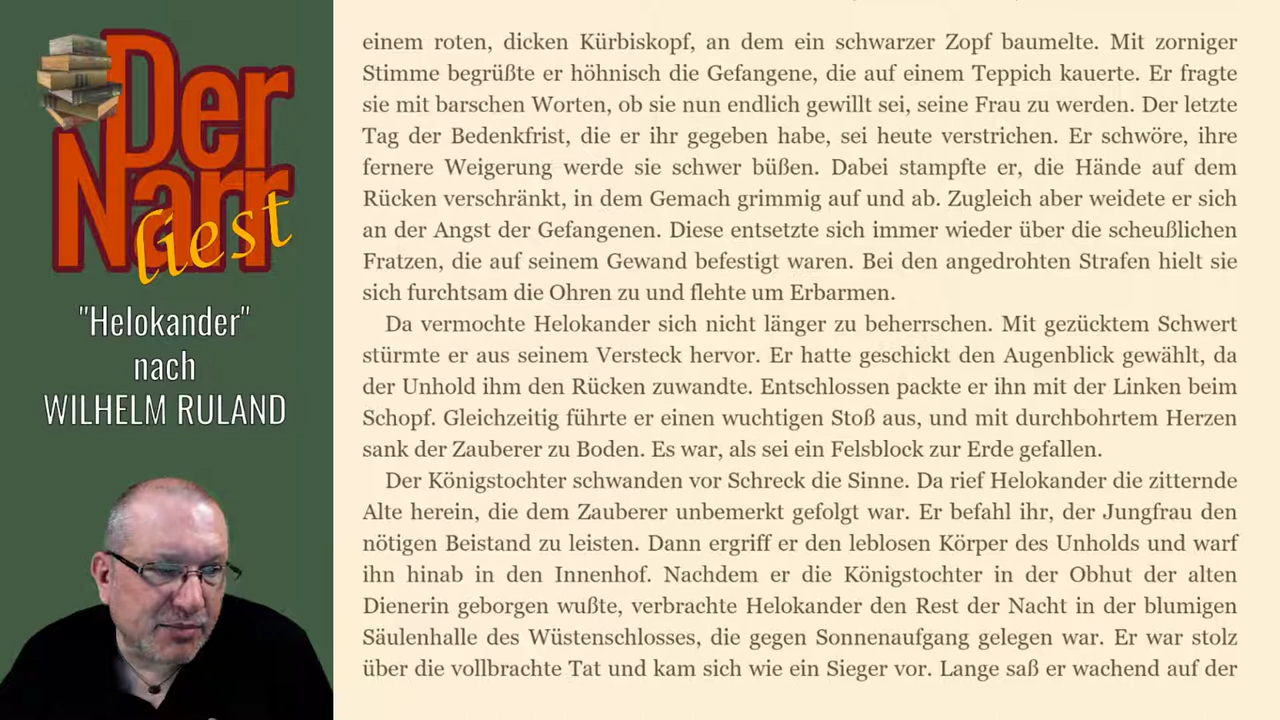 Der
Narr
liest
"Helokander"
nach
WILHELM RULAND
einem roten, dicken Kürbiskopf, an dem ein schwarzer Zopf baumelte. Mit zorniger
Stimme begrüßte er höhnisch die Gefangene, die auf einem Teppich kauerte. Er fragte
sie mit barschen Worten, ob sie nun endlich gewillt sei, seine Frau zu werden. Der letzte
Tag der Bedenkfrist, die er ihr gegeben habe, sei heute verstrichen. Er schwöre, ihre
fernere Weigerung werde sie schwer büßen. Dabei stampfte er, die Hände auf dem
Rücken verschränkt, in dem Gemach grimmig auf und ab. Zugleich aber weidete er sich
an der Angst der Gefangenen. Diese entsetzte sich immer wieder über die scheußlichen
Fratzen, die auf seinem Gewand befestigt waren. Bei den angedrohten Strafen hielt sie
sich furchtsam die Ohren zu und flehte um Erbarmen.
Da vermochte Helokander sich nicht länger zu beherrschen. Mit gezücktem Schwert
stürmte er aus seinem Versteck hervor. Er hatte geschickt den Augenblick gewählt, da
der Unhold ihm den Rücken zuwandte. Entschlossen packte er ihn mit der Linken beim
Schopf. Gleichzeitig führte er einen wuchtigen Stoß aus, und mit durchbohrtem Herzen
sank der Zauberer zu Boden. Es war, als sei ein Felsblock zur Erde gefallen.
Der Königstochter schwanden vor Schreck die Sinne. Da rief Helokander die zitternde
Alte herein, die dem Zauberer unbemerkt gefolgt war. Er befahl ihr, der Jungfrau den
nötigen Beistand zu leisten. Dann ergriff er den leblosen Körper des Unholds und warf
ihn hinab in den Innenhof. Nachdem er die Königstochter in der Obhut der alten
Dienerin geborgen wußte, verbrachte Helokander den Rest der Nacht in der blumigen
Säulenhalle des Wüstenschlosses, die gegen Sonnenaufgang gelegen war. Er war stolz
über die vollbrachte Tat und kam sich wie ein Sieger vor. Lange saß er wachend auf der